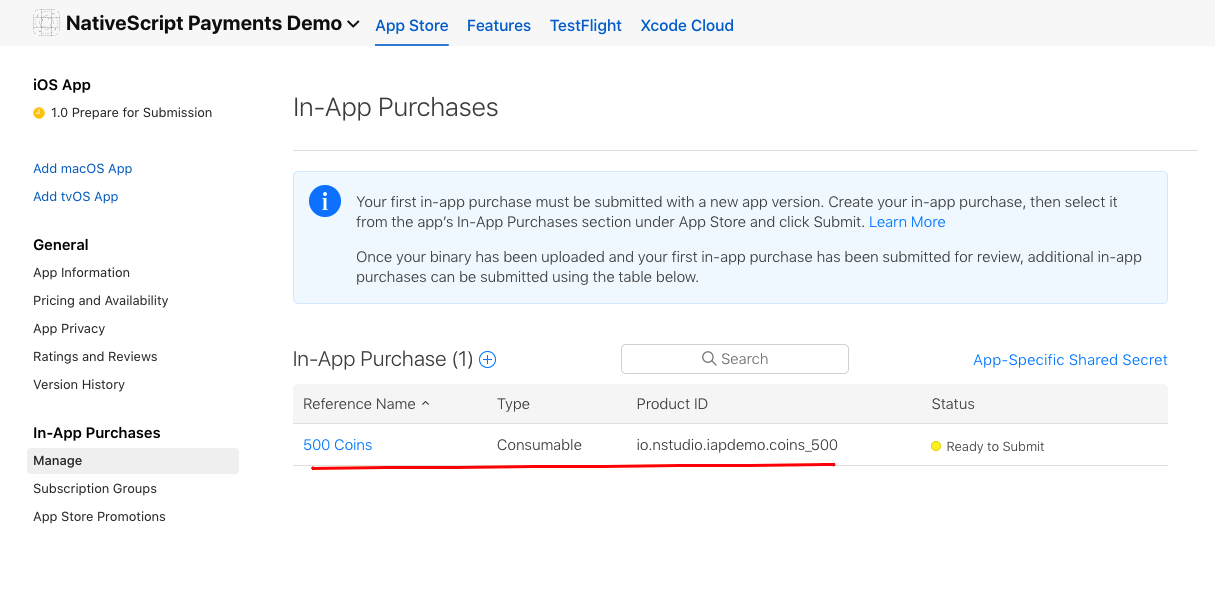 NativeScript Payments Demo
App Store Features TestFlight Xcode Cloud
iOS App
1.0 Prepare for Submission
Add macOS App
Add tvOS App
General
App Information
Pricing and Availability
App Privacy
Ratings and Reviews
Version History
In-App Purchases
Manage
Subscription Groups
App Store Promotions
In-App Purchases
Your first in-app purchase must be submitted with a new app version. Create your in-app purchase, then select it
from the app’s In-App Purchases section under App Store and click Submit. Learn More
Once your binary has been uploaded and your first in-app purchase has been submitted for review, additional in-app
purchases can be submitted using the table below.
In-App Purchase (1) Search App-Specific Shared Secret
Reference Name Type Product ID Status
500 Coins Consumable io.nstudio.iapdemo.coins_500 Ready to Submit